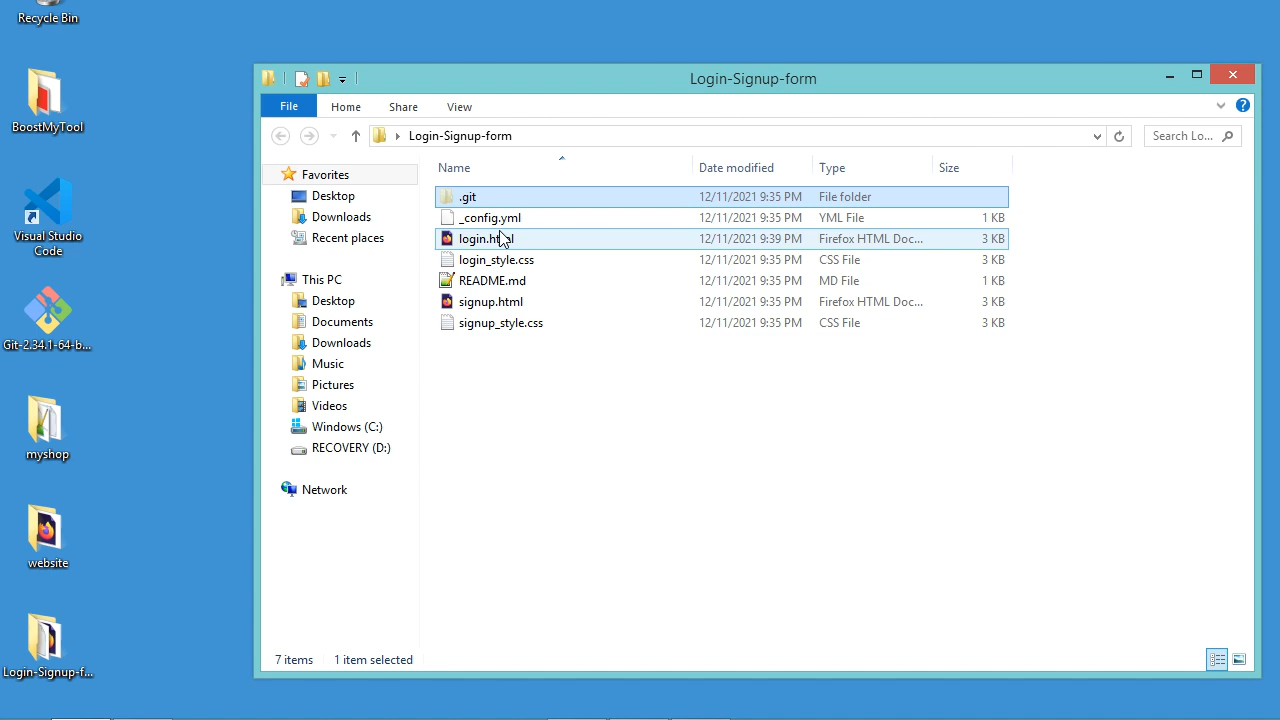 Recycle Bin
BoostMyTool
Visual Studio
Code
Git-2.34.1-64-b...
myshop
website
Login-Signup-f...
Login-Signup-form
File Home Share View
Login-Signup-form Search Lo...
Favorites
Desktop
Downloads
Recent places
This PC
Desktop
Documents
Downloads
Music
Pictures
Videos
Windows (C:)
RECOVERY (D:)
Network
Name Date modified Type Size
.git 12/11/2021 9:35 PM File folder
_config.yml 12/11/2021 9:35 PM YML File 1 KB
login.html 12/11/2021 9:39 PM Firefox HTML Doc... 3 KB
login_style.css 12/11/2021 9:35 PM CSS File 3 KB
README.md 12/11/2021 9:35 PM MD File 1 KB
signup.html 12/11/2021 9:35 PM Firefox HTML Doc... 3 KB
signup_style.css 12/11/2021 9:35 PM CSS File 3 KB
7 items 1 item selected